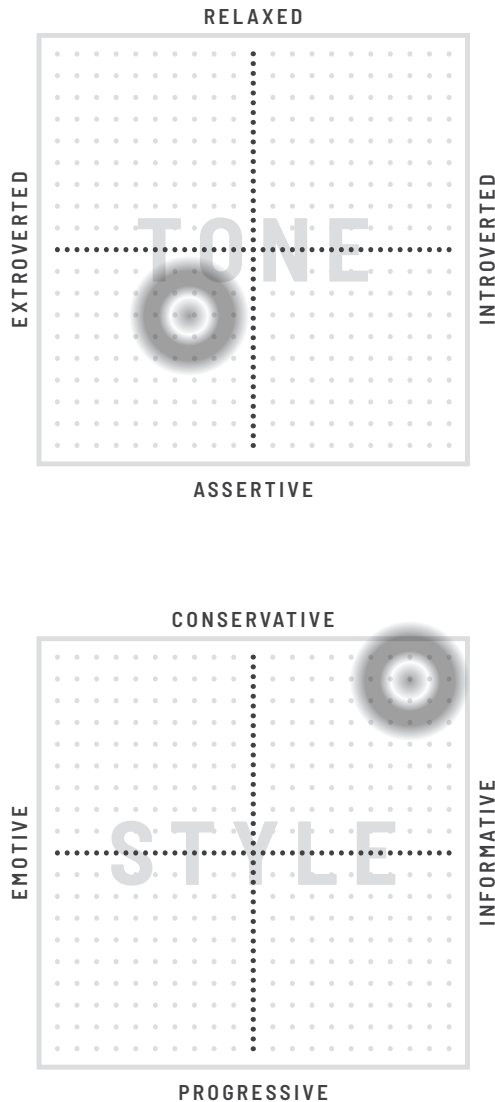 RELAXED
EXTROVERTED
TONE
INTROVERTED
ASSERTIVE
CONSERVATIVE
EMOTIVE
STYLE
INFORMATIVE
PROGRESSIVE